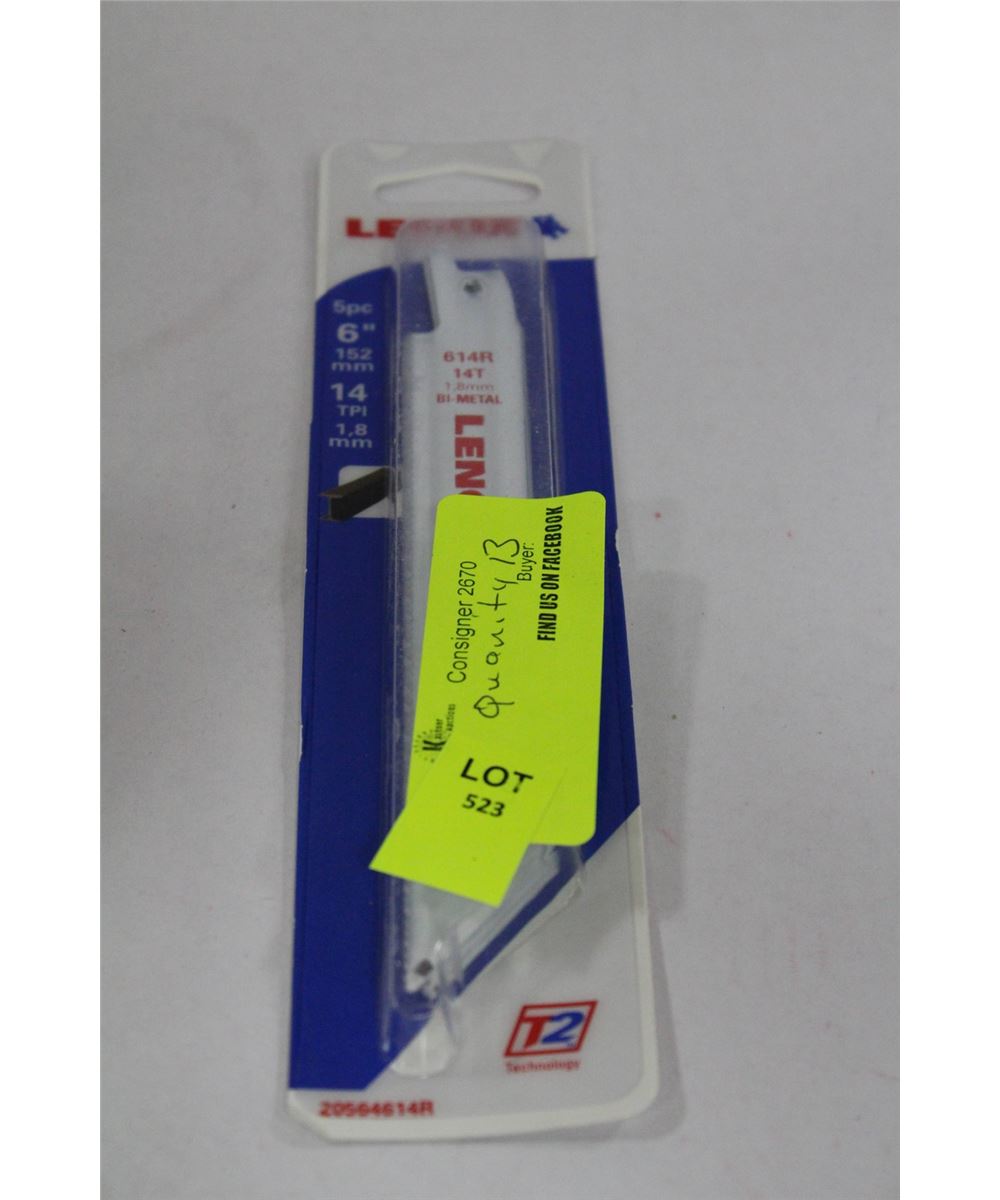 5pc
6"
152
mm
14
TPI
1,8
mm
614R
14T
1,8mm
BI-METAL
LENO
Consigner 2670
Quanity 13
Buyer:
FIND US ON FACEBOOK
LOT
523
T2
Technology
20564614R